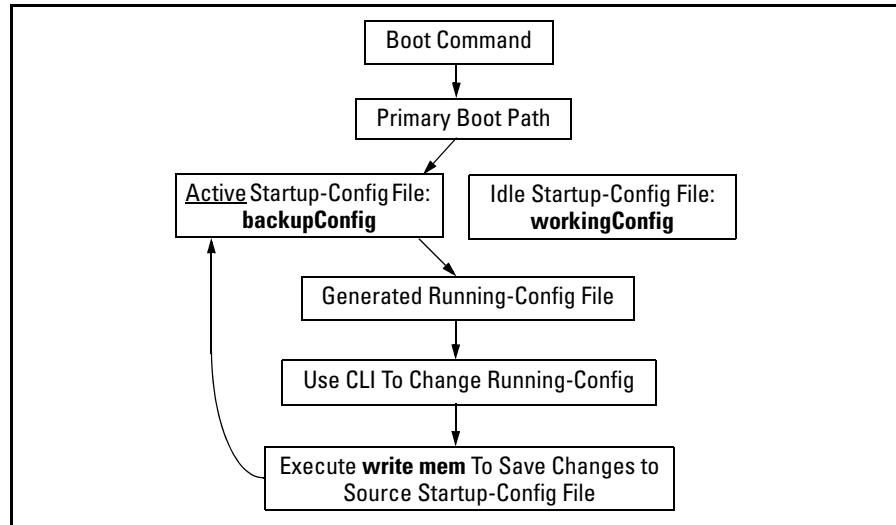 Boot Command
Primary Boot Path
Active Startup-Config File:
backupConfig
Idle Startup-Config File:
workingConfig
Generated Running-Config File
Use CLI To Change Running-Config
Execute write mem To Save Changes to
Source Startup-Config File